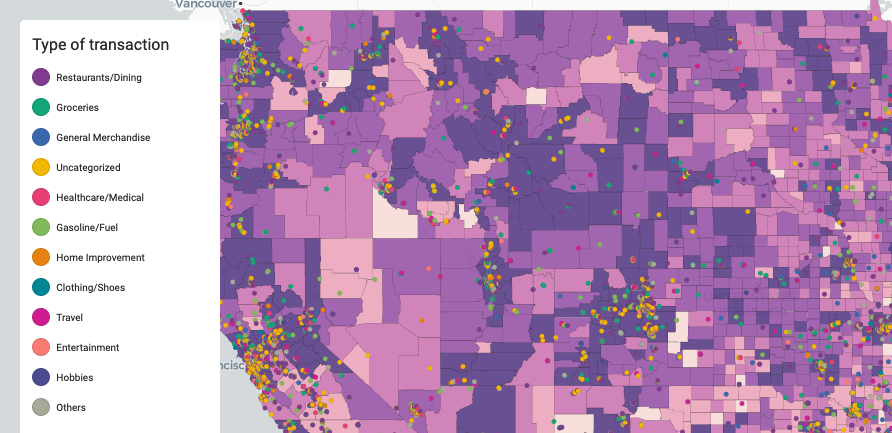 Vancouver
Type of transaction
Restaurants/Dining
Groceries
General Merchandise
Uncategorized
Healthcare/Medical
Gasoline/Fuel
Home Improvement
Clothing/Shoes
Travel
Entertainment
Hobbies
Others